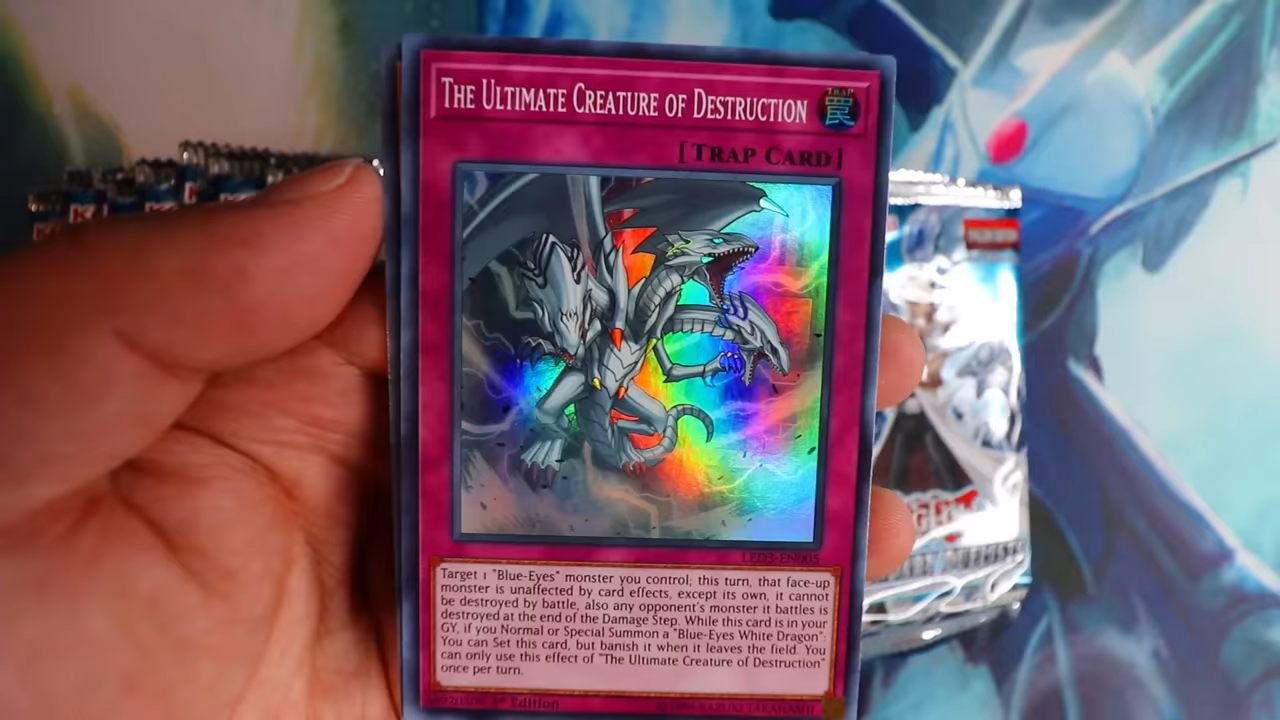 THE ULTIMATE CREATURE OF DESTRUCTION
TRAP
罠
[TRAP CARD]
LED3-EN005
Target 1 "Blue-Eyes" monster you control; this turn, that face-up
monster is unaffected by card effects, except its own, it cannot
be destroyed by battle, also any opponent's monster it battles is
destroyed at the end of the Damage Step. While this card is in your
GY, if you Normal or Special Summon a "Blue-Eyes White Dragon":
You can Set this card, but banish it when it leaves the field. You
can only use this effect of "The Ultimate Creature of Destruction"
once per turn.
1st Edition
©1996 KAZUKI TAKAHASHI